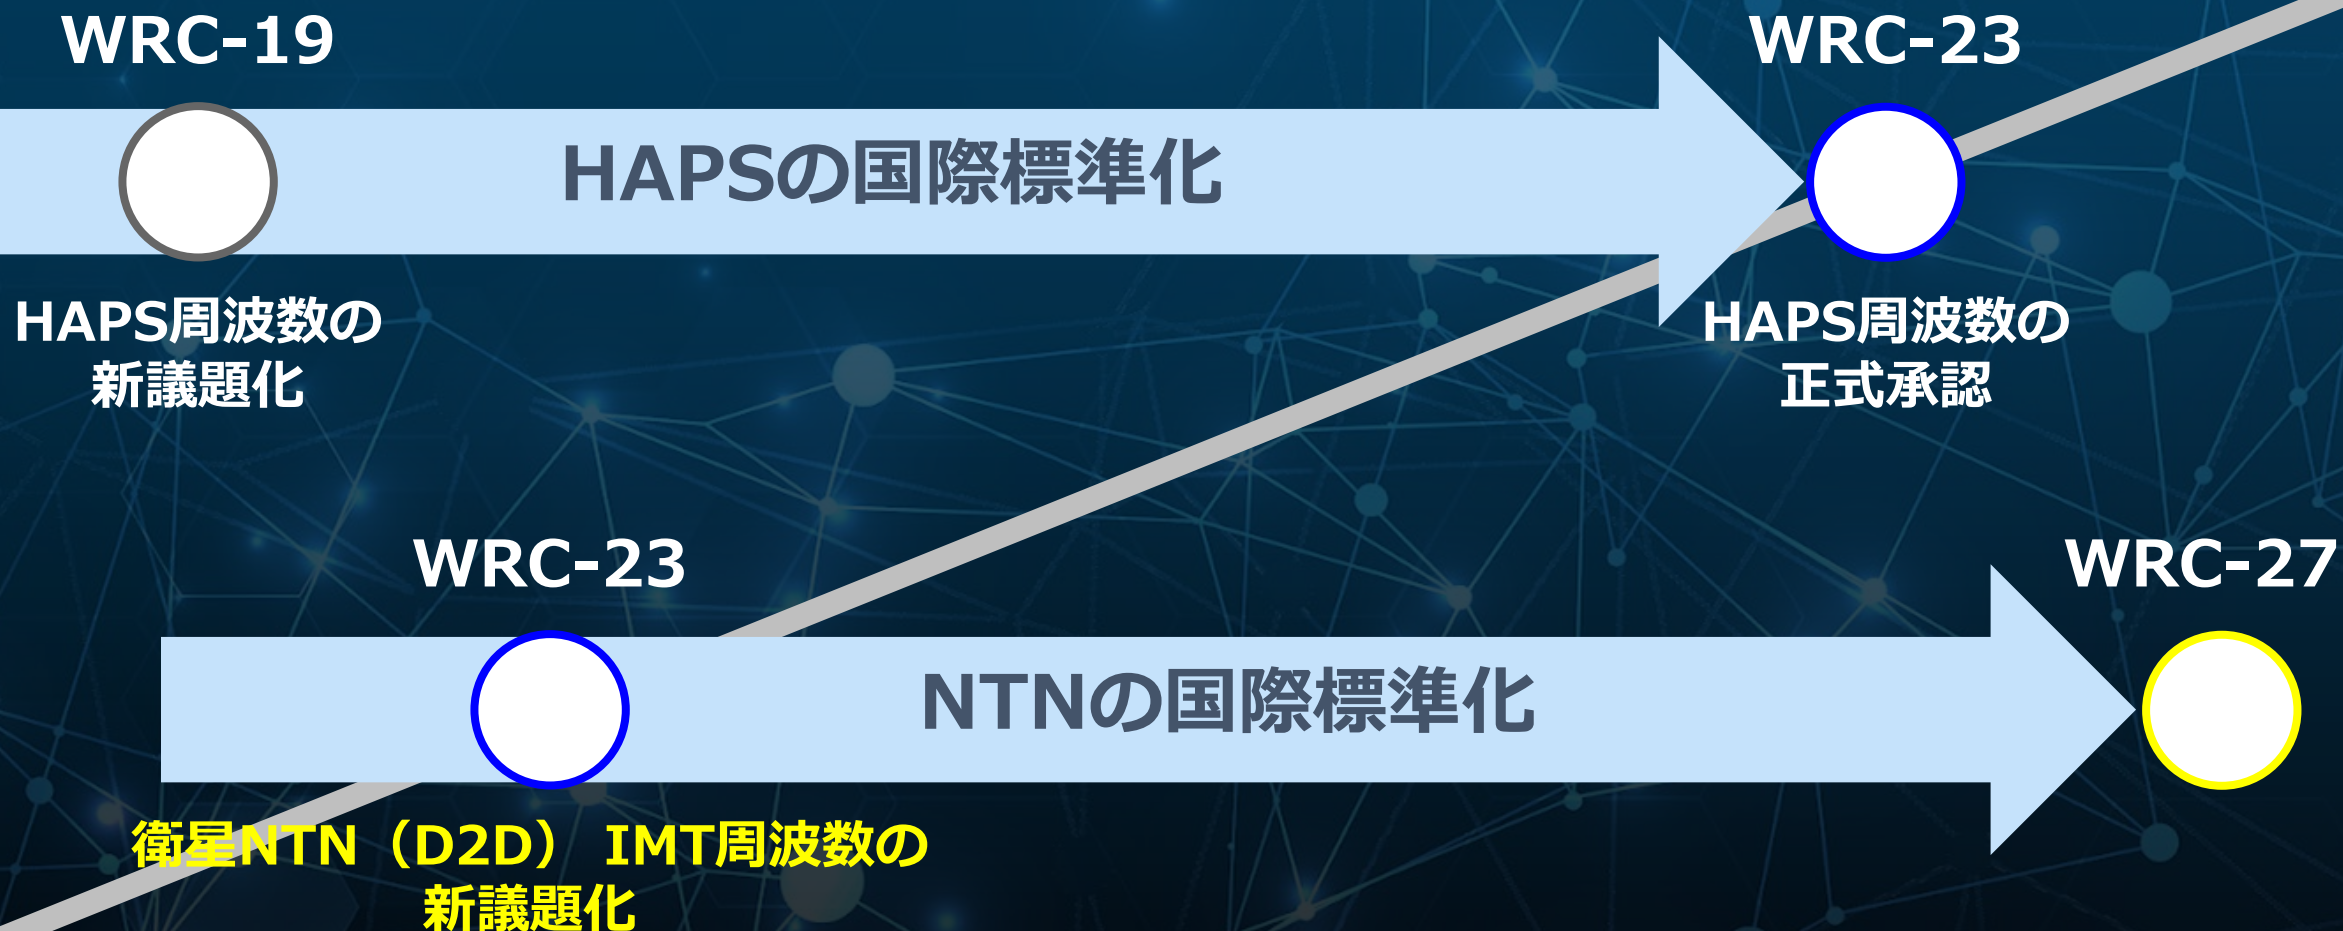 WRC-19
WRC-23
HAPSの国際標準化
HAPS周波数の
新議題化
HAPS周波数の
正式承認
WRC-23
WRC-27
NTNの国際標準化
衛星NTN（D2D） IMT周波数の
新議題化